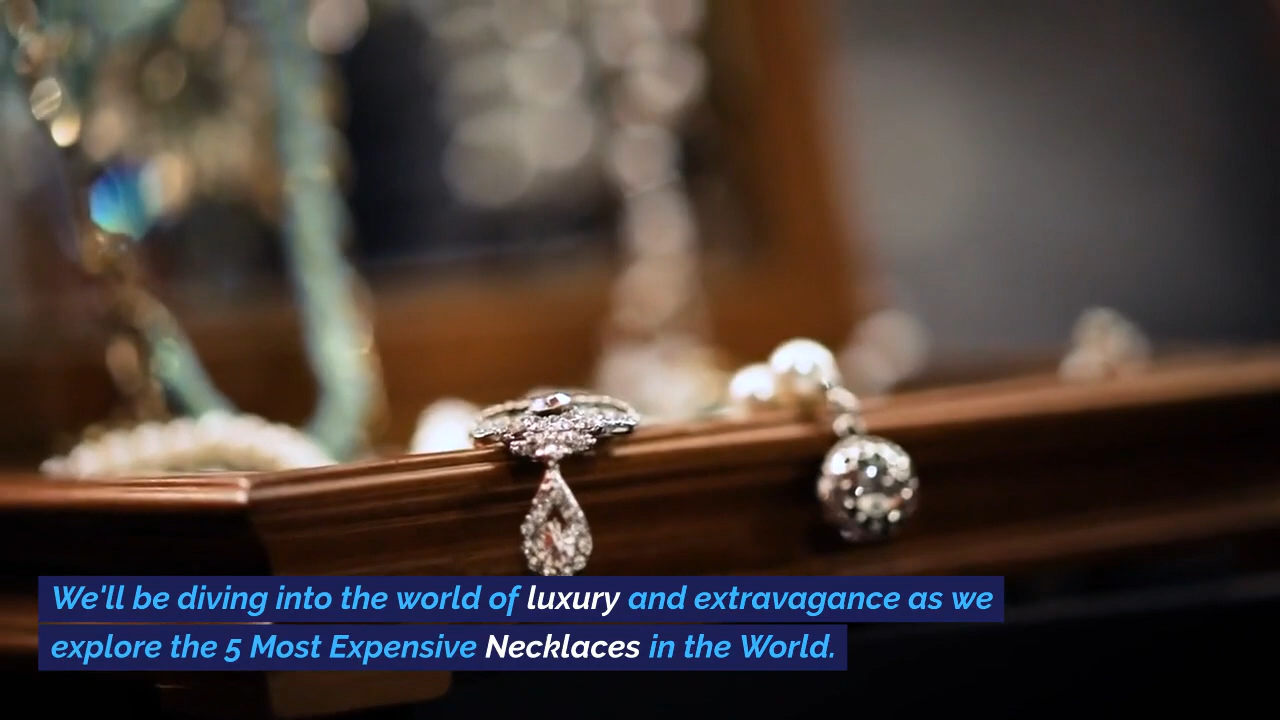 We'll be diving into the world of luxury and extravagance as we
explore the 5 Most Expensive Necklaces in the World.